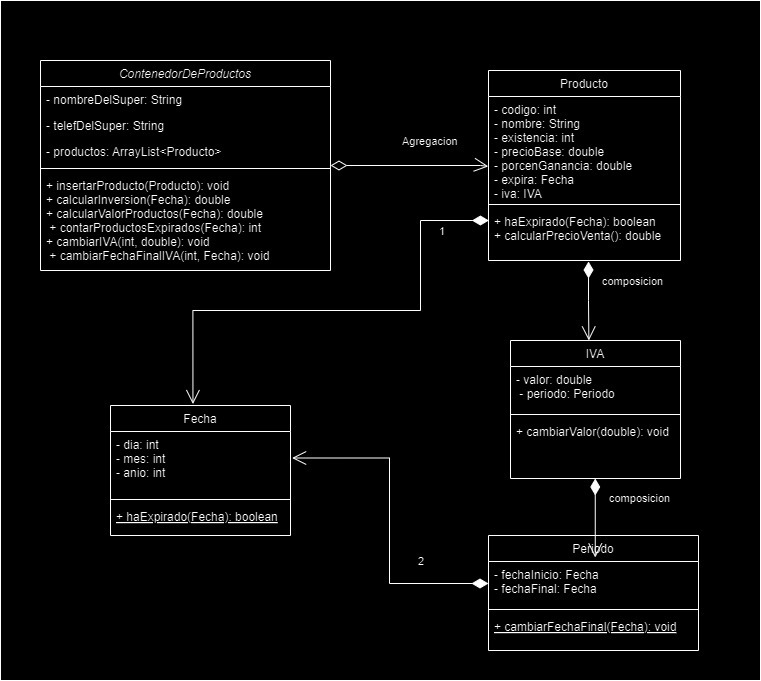 ContenedorDeProductos
- nombreDelSuper: String
- telefDelSuper: String
- productos: ArrayList<Producto>
+ insertarProducto(Producto): void
+ calcularInversion(Fecha): double
+ calcularValorProductos(Fecha): double
+ contarProductosExpirados(Fecha): int
+ cambiarIVA(int, double): void
+ cambiarFechaFinalIVA(int, Fecha): void
Agregacion
Producto
- codigo: int
- nombre: String
- existencia: int
- precioBase: double
- porcenGanancia: double
- expira: Fecha
- iva: IVA
+ haExpirado(Fecha): boolean
+ calcularPrecioVenta(): double
1
composicion
IVA
- valor: double
- periodo: Periodo
+ cambiarValor(double): void
Fecha
- dia: int
- mes: int
- anio: int
+ haExpirado(Fecha): boolean
composicion
2
Periodo
- fechaInicio: Fecha
- fechaFinal: Fecha
+ cambiarFechaFinal(Fecha): void